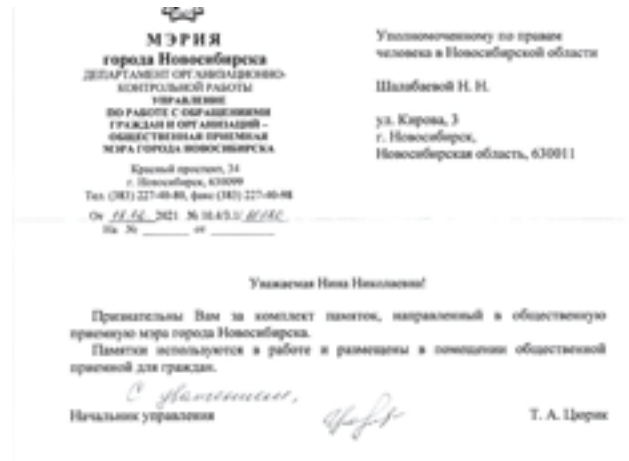 МЭРИЯ
города Новосибирска
ДЕПАРТАМЕНТ ОРГАНИЗАЦИОННО-
КОНТРОЛЬНОЙ РАБОТЫ
УПРАВЛЕНИЕ
ПО РАБОТЕ С ОБРАЩЕНИЯМИ
ГРАЖДАН И ОРГАНИЗАЦИЙ –
ОБЩЕСТВЕННАЯ ПРИЕМНАЯ
МЭРА ГОРОДА НОВОСИБИРСКА
Красный проспект, 34
г. Новосибирск, 630099
Тел. (383) 227-40-80, факс (383) 227-40-98
От 2021 №
На № от
Уполномоченному по правам
человека в Новосибирской области
Шалабаевой Н. Н.
ул. Кирова, 3
г. Новосибирск,
Новосибирская область, 630011
Уважаемая Нина Николаевна!
Признательны Вам за комплект памяток, направленный в общественную
приемную мэра города Новосибирска.
Памятки используются в работе и размещены в помещении общественной
приемной для граждан.
С уважением,
Начальник управления
Т. А. Цюрик